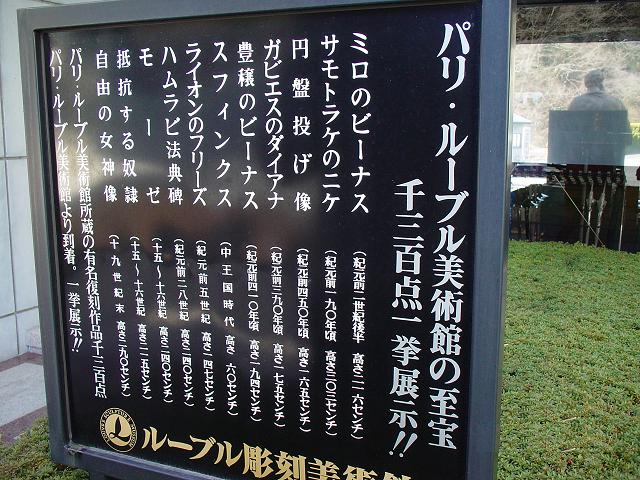 パリ・ルーブル美術館の至宝
千三百点一挙展示!!
ミロのビーナス (紀元前二世紀後半 高さ二一六センチ)
サモトラケのニケ (紀元前一九〇年頃 高さ三〇三センチ)
円盤投げ像 (紀元前四五〇年頃 高さ一六五センチ)
ガビエスのダイアナ (紀元前三九〇年頃 高さ一七五センチ)
豊穣のビーナス (紀元前四一〇年頃 高さ一九四センチ)
スフィンクス (中王国時代 高さ 六〇センチ)
ライオンのフリーズ (紀元前五世紀 高さ二四七センチ)
ハムラビ法典碑 (紀元前二八世紀 高さ二四〇センチ)
モーゼ (十五〜十六世紀 高さ二四〇センチ)
抵抗する奴隷 (十五〜十六世紀 高さ二一五センチ)
自由の女神像 (十九世紀末 高さ二九〇センチ)
パリ・ルーブル美術館所蔵の有名復刻作品千三百点
パリ・ルーブル美術館より到着。一挙展示!!
ルーブル彫刻美術館